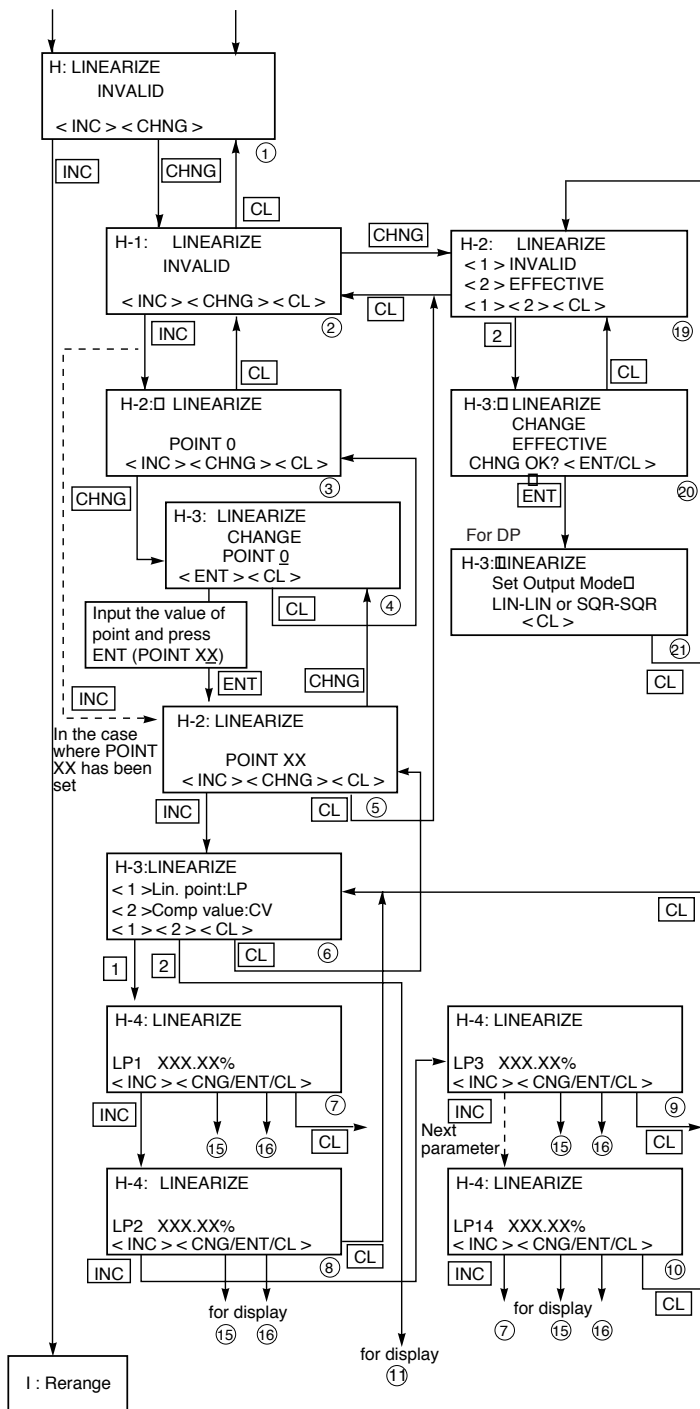 H: LINEARIZE
INVALID
< INC > < CHNG >
1
INC
CHNG
CL
H-1: LINEARIZE
INVALID
< INC > < CHNG > < CL >
2
CHNG
CL
H-2: LINEARIZE
< 1 > INVALID
< 2 > EFFECTIVE
< 1 > < 2 > < CL >
19
INC
CL
2
CL
H-2:□ LINEARIZE
POINT 0
< INC > < CHNG > < CL >
3
H-3:□ LINEARIZE
CHANGE
EFFECTIVE
CHNG OK? < ENT/CL >
20
CHNG
ENT
H-3: LINEARIZE
CHANGE
POINT 0
< ENT > < CL >
4
CL
For DP
H-3:□LINEARIZE
Set Output Mode□
LIN-LIN or SQR-SQR
< CL >
21
CL
Input the value of
point and press
ENT (POINT XX)
INC
ENT
CHNG
In the case
where POINT
XX has been
set
H-2: LINEARIZE
POINT XX
< INC > < CHNG > < CL >
5
INC
CL
H-3:LINEARIZE
< 1 >Lin. point:LP
< 2 >Comp value:CV
< 1 > < 2 > < CL >
6
CL
CL
1
2
H-4: LINEARIZE
LP1 XXX.XX%
< INC > < CNG/ENT/CL >
7
INC
15
16
CL
H-4: LINEARIZE
LP3 XXX.XX%
< INC > < CNG/ENT/CL >
9
INC
Next
parameter
15
16
CL
H-4: LINEARIZE
LP2 XXX.XX%
< INC > < CNG/ENT/CL >
8
INC
CL
for display
15
16
H-4: LINEARIZE
LP14 XXX.XX%
< INC > < CNG/ENT/CL >
10
INC
CL
for display
7
15
16
for display
11
I : Rerange